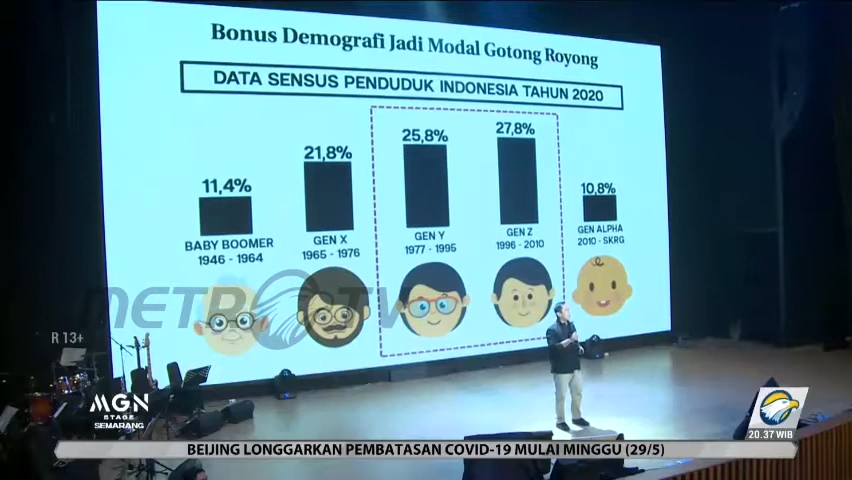 Bonus Demografi Jadi Modal Gotong Royong
DATA SENSUS PENDUDUK INDONESIA TAHUN 2020
11,4%
BABY BOOMER
1946 - 1964
21,8%
GEN X
1965 - 1976
25,8%
GEN Y
1977 - 1995
27,8%
GEN Z
1996 - 2010
10,8%
GEN ALPHA
2010 - SKRG
METRO TV
R 13+
MGN
STAGE
SEMARANG
20.37 WIB
BEIJING LONGGARKAN PEMBATASAN COVID-19 MULAI MINGGU (29/5)